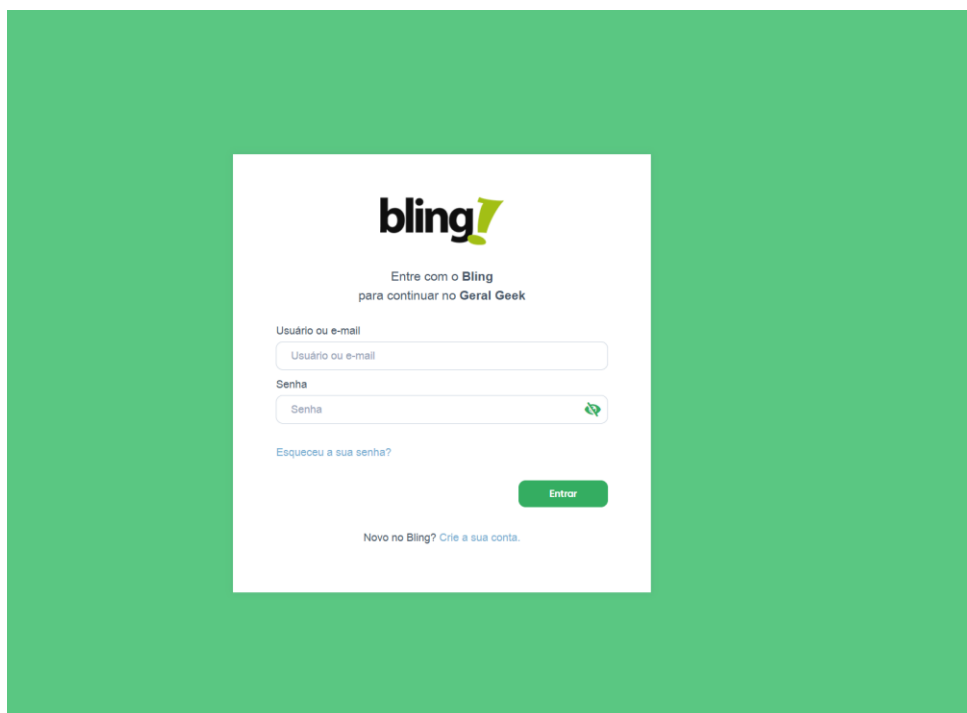 bling!
Entre com o Bling
para continuar no Geral Geek
Usuário ou e-mail
Usuário ou e-mail
Senha
Senha
Esqueceu a sua senha?
Entrar
Novo no Bling? Crie a sua conta.